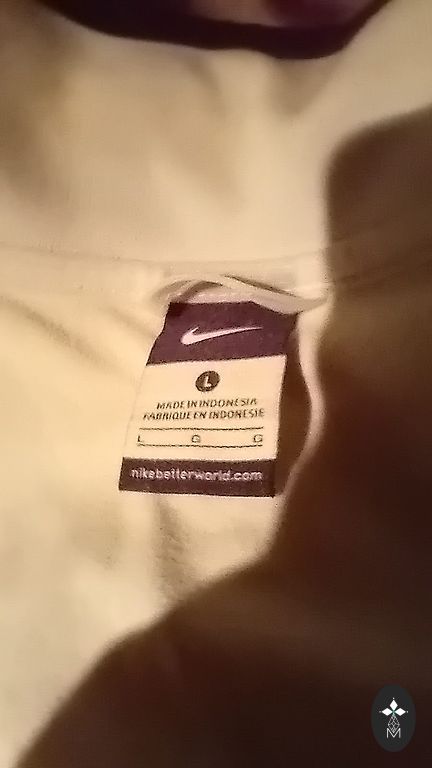 L
MADE IN INDONESIA
FABRIQUE EN INDONESIE
L G G
nikebetterworld.com
M